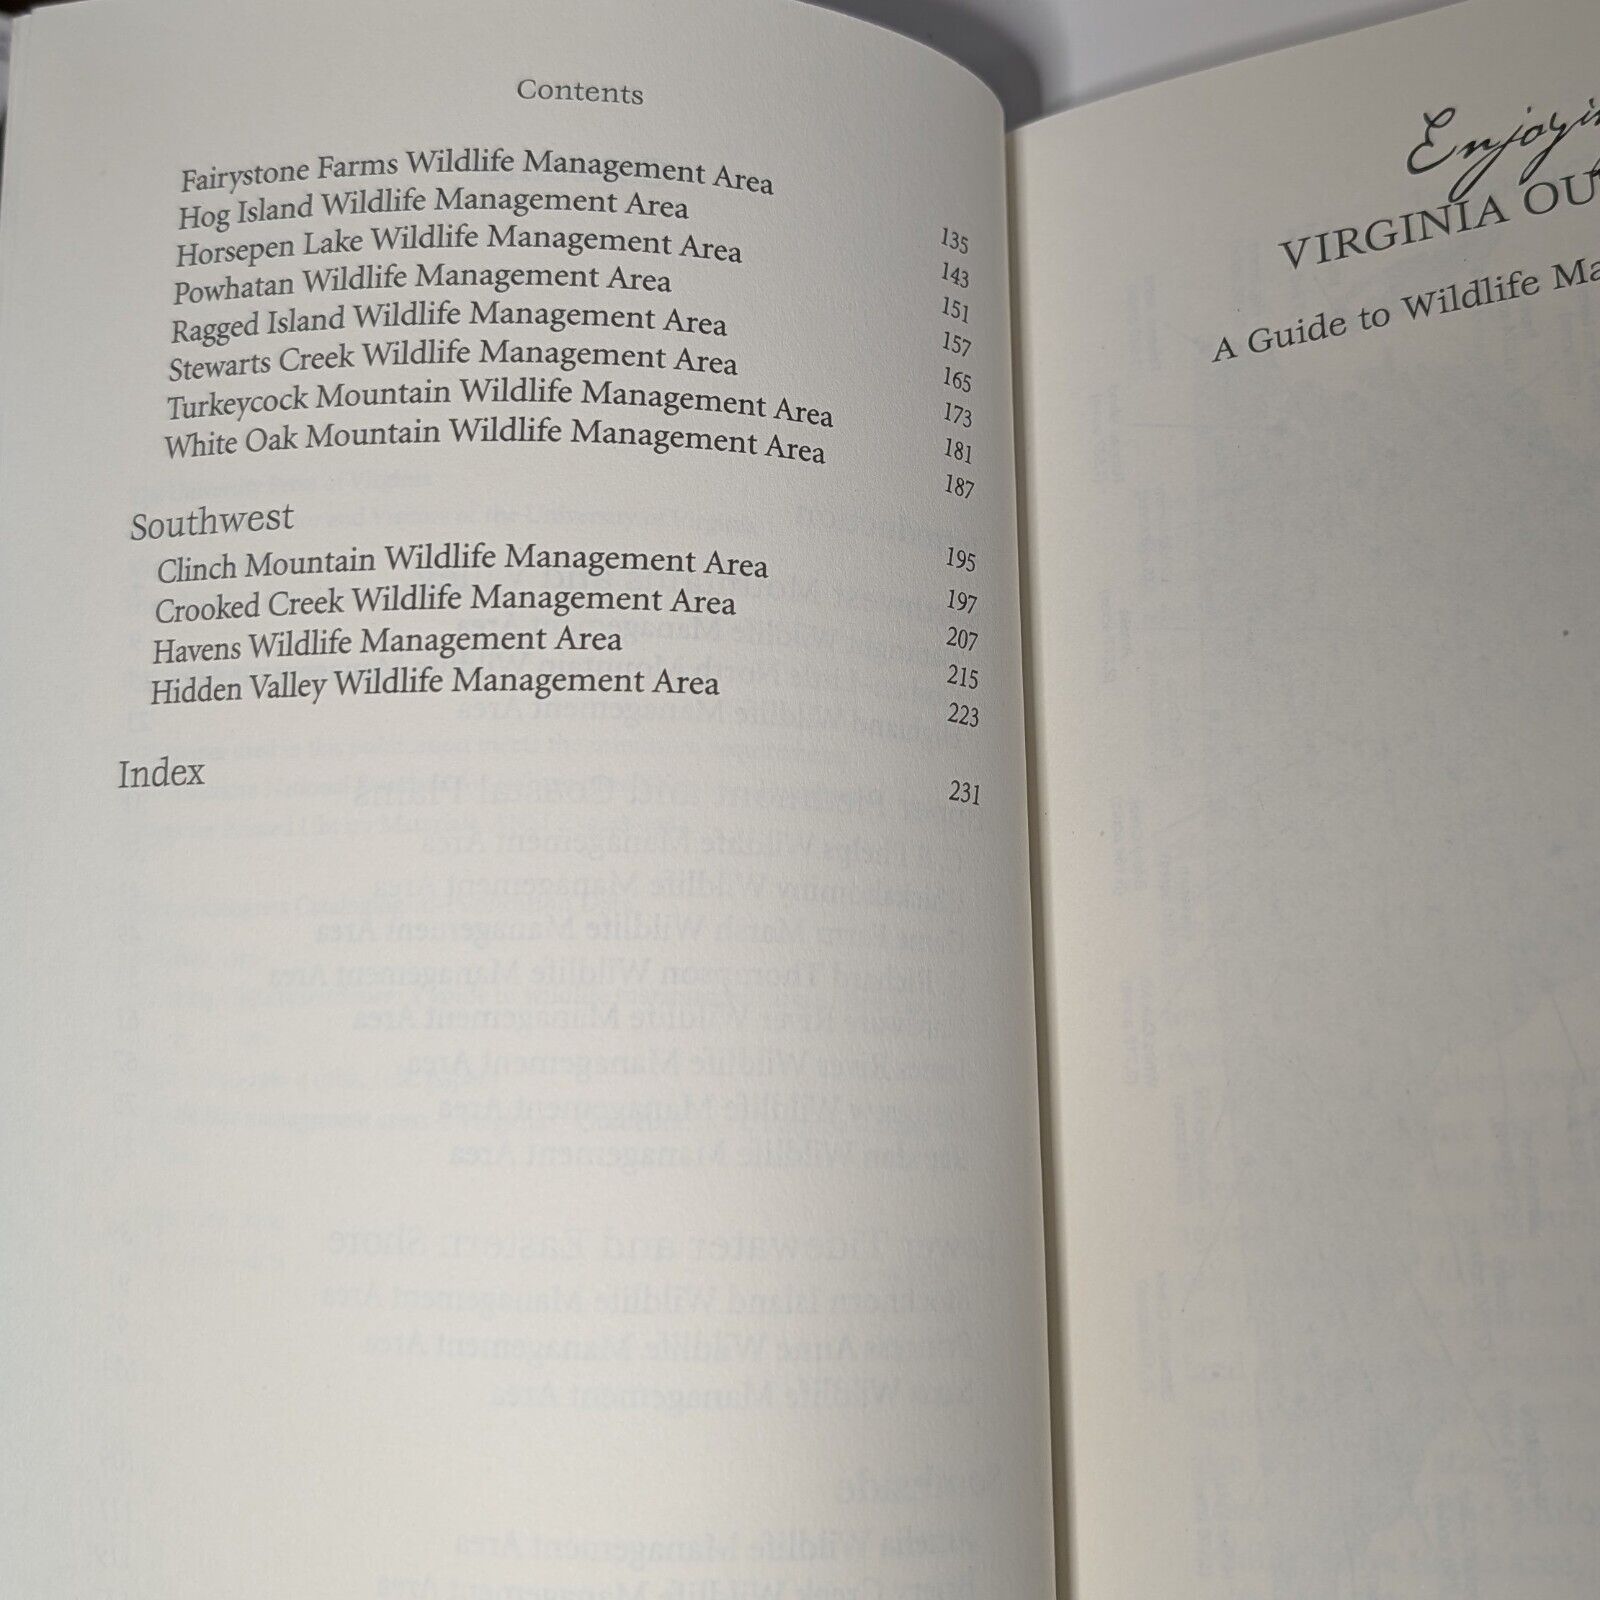 Contents
Fairystone Farms Wildlife Management Area 135
Hog Island Wildlife Management Area 143
Horsepen Lake Wildlife Management Area 151
Powhatan Wildlife Management Area 157
Ragged Island Wildlife Management Area 165
Stewarts Creek Wildlife Management Area 173
Turkeycock Mountain Wildlife Management Area 181
White Oak Mountain Wildlife Management Area 187
Southwest 195
Clinch Mountain Wildlife Management Area 197
Crooked Creek Wildlife Management Area 207
Havens Wildlife Management Area 215
Hidden Valley Wildlife Management Area 223
Index 231
Enjoyin
VIRGINIA OU
A Guide to Wildlife Ma